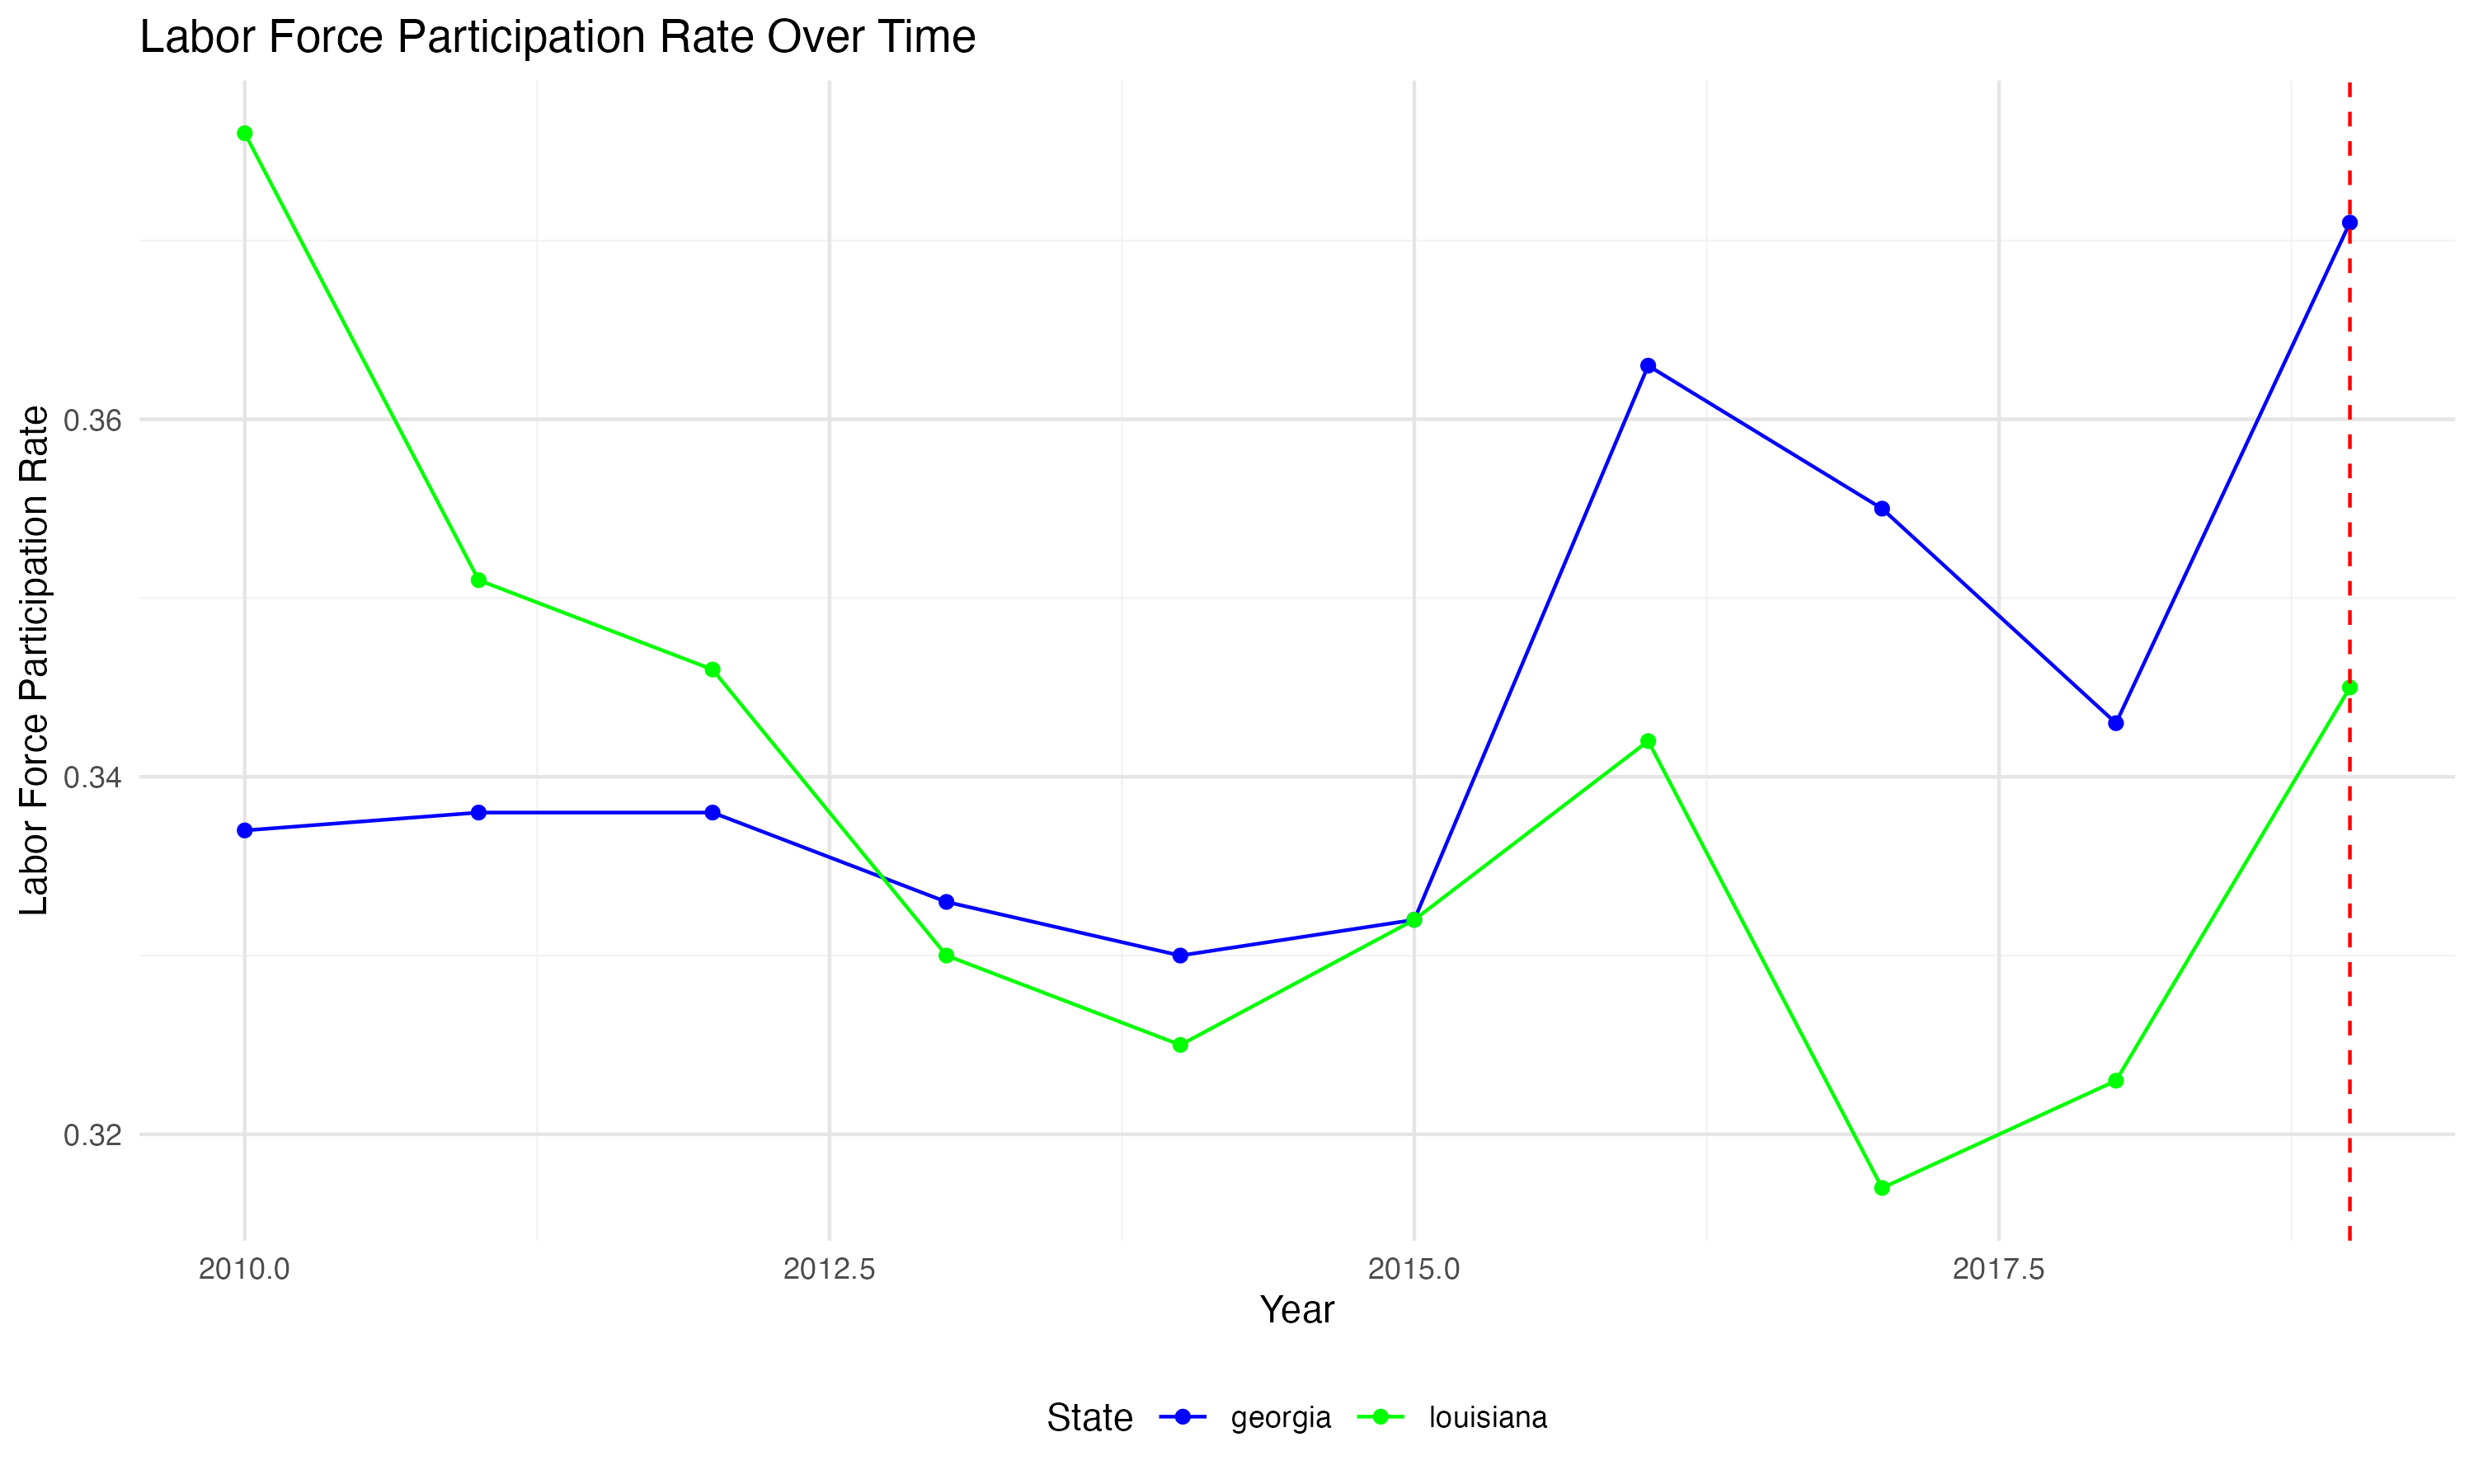 Labor Force Participation Rate Over Time
Labor Force Participation Rate
0.36
0.34
0.32
2010.0 2012.5 2015.0 2017.5
Year
State georgia louisiana